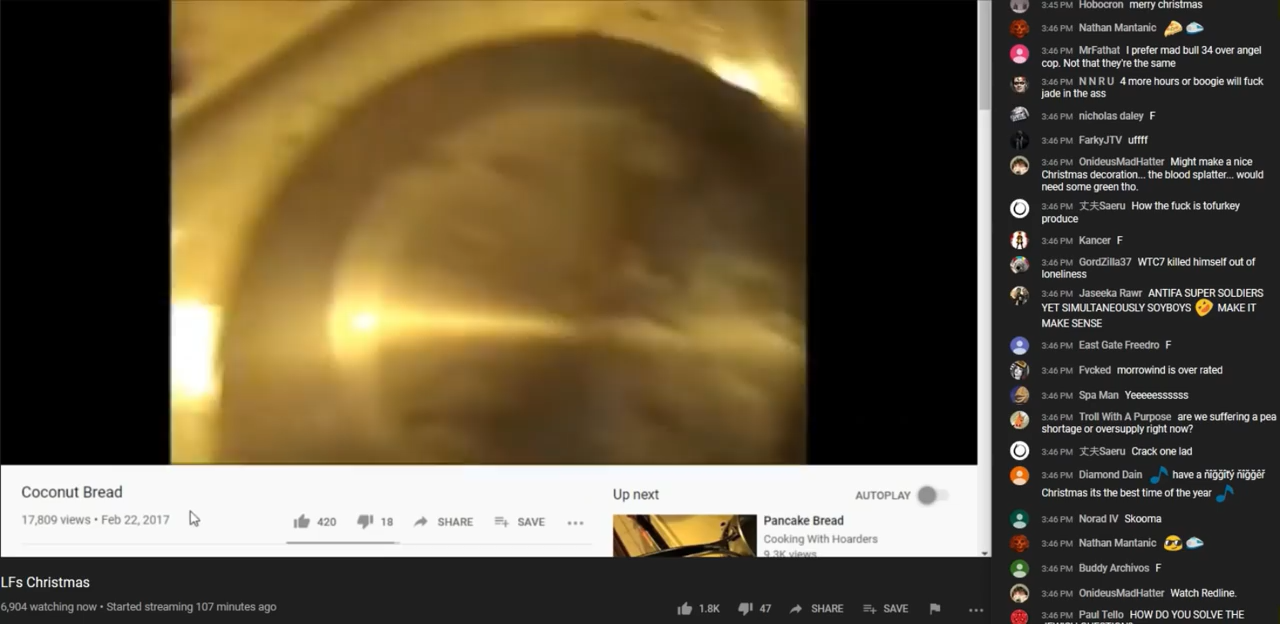 Coconut Bread
17,809 views • Feb 22, 2017
420
18
SHARE
SAVE
Up next
AUTOPLAY
Pancake Bread
Cooking With Hoarders
9.3K views
LFs Christmas
6,904 watching now • Started streaming 107 minutes ago
1.8K
47
SHARE
SAVE
3:45 PM Hobocron merry christmas
3:46 PM Nathan Mantanic
3:46 PM MrFathat I prefer mad bull 34 over angel
cop. Not that they're the same
3:46 PM N N R U 4 more hours or boogie will fuck
jade in the ass
3:46 PM nicholas daley F
3:46 PM FarkyJTV uffff
3:46 PM OnideusMadHatter Might make a nice
Christmas decoration... the blood splatter... would
need some green tho.
3:46 PM 丈夫Saeru How the fuck is tofurkey
produce
3:46 PM Kancer F
3:46 PM GordZilla37 WTC7 killed himself out of
loneliness
3:46 PM Jaseeka Rawr ANTIFA SUPER SOLDIERS
YET SIMULTANEOUSLY SOYBOYS 🤣 MAKE IT
MAKE SENSE
3:46 PM East Gate Freedro F
3:46 PM Fvcked morrowind is over rated
3:46 PM Spa Man Yeeeeessssss
3:46 PM Troll With A Purpose are we suffering a pea
shortage or oversupply right now?
3:46 PM 丈夫Saeru Crack one lad
3:46 PM Diamond Dain 🎵 have a n̈ïg̈g̈ïẗÿ n̈ïg̈g̈ër̈
Christmas its the best time of the year 🎵
3:46 PM Norad IV Skooma
3:46 PM Nathan Mantanic
3:46 PM Buddy Archivos F
3:46 PM OnideusMadHatter Watch Redline.
3:46 PM Paul Tello HOW DO YOU SOLVE THE